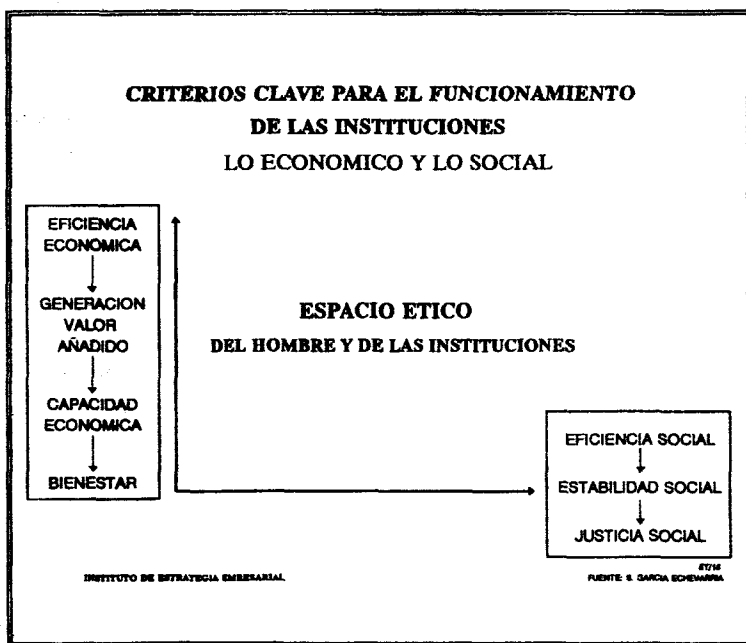 CRITERIOS CLAVE PARA EL FUNCIONAMIENTO
DE LAS INSTITUCIONES
LO ECONOMICO Y LO SOCIAL
EFICIENCIA
ECONOMICA
GENERACION
VALOR
AÑADIDO
CAPACIDAD
ECONOMICA
BIENESTAR
ESPACIO ETICO
DEL HOMBRE Y DE LAS INSTITUCIONES
EFICIENCIA SOCIAL
ESTABILIDAD SOCIAL
JUSTICIA SOCIAL
INSTITUTO DE ESTRATEGIA EMPRESARIAL
FUENTE: S. GARCIA ECHEVARRIA